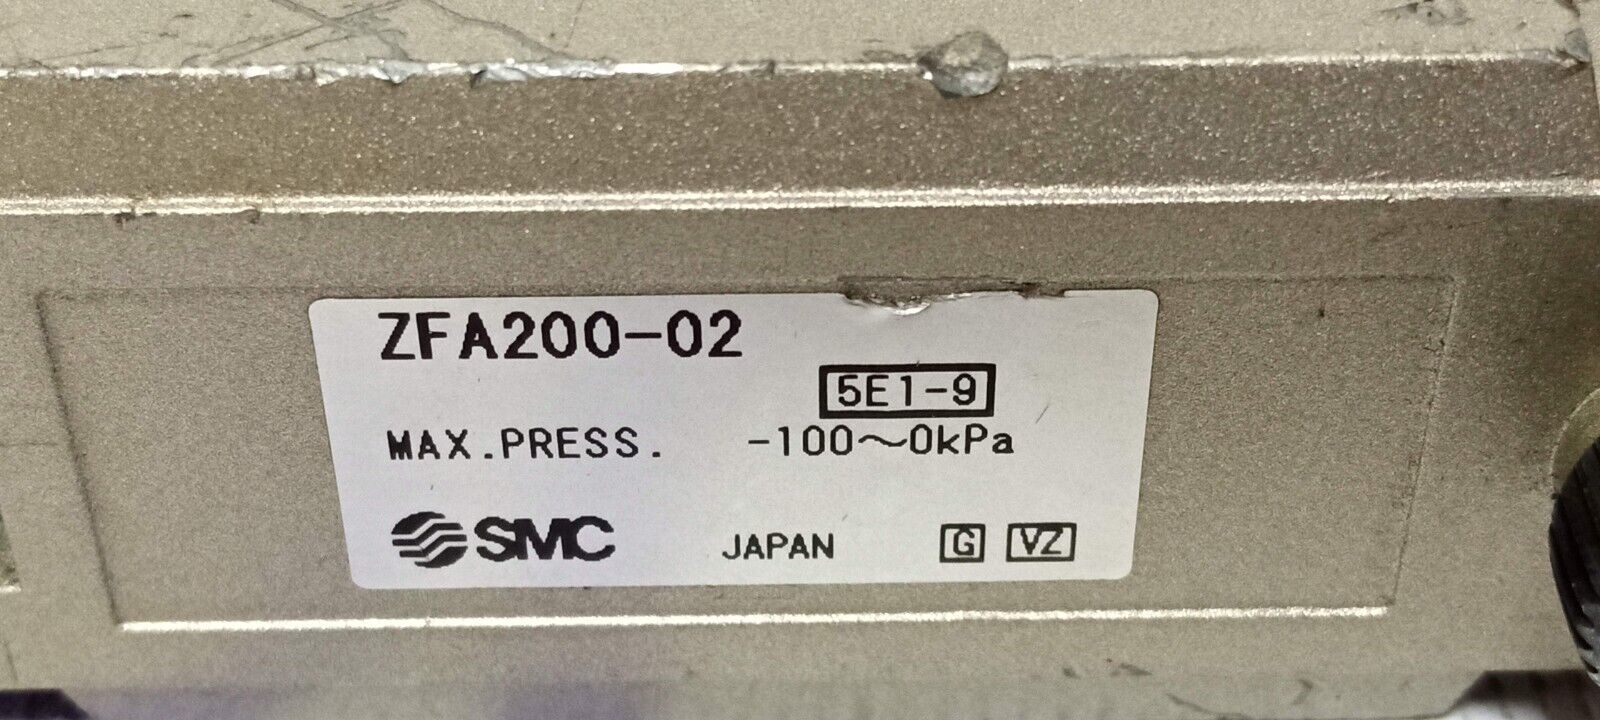 ZFA200-02
5E1-9
MAX.PRESS. -100～0kPa
SMC JAPAN G VZ